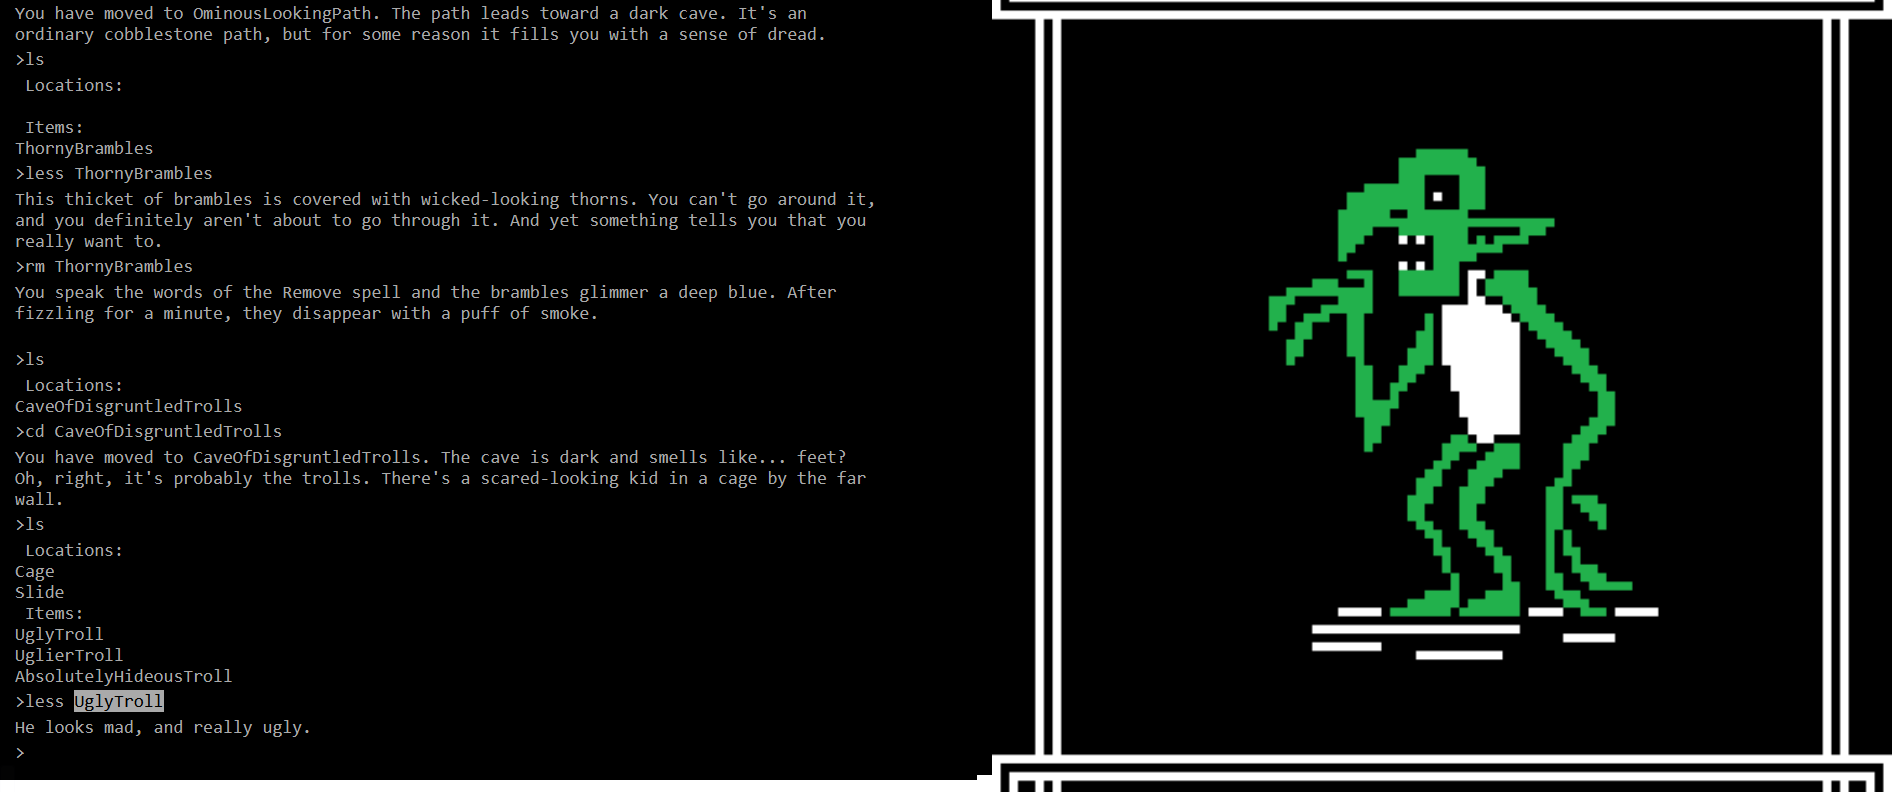 You have moved to OminousLookingPath. The path leads toward a dark cave. It's an
ordinary cobblestone path, but for some reason it fills you with a sense of dread.
>ls
Locations:
Items:
ThornyBrambles
>less ThornyBrambles
This thicket of brambles is covered with wicked-looking thorns. You can't go around it,
and you definitely aren't about to go through it. And yet something tells you that you
really want to.
>rm ThornyBrambles
You speak the words of the Remove spell and the brambles glimmer a deep blue. After
fizzling for a minute, they disappear with a puff of smoke.
>ls
Locations:
CaveOfDisgruntledTrolls
>cd CaveOfDisgruntledTrolls
You have moved to CaveOfDisgruntledTrolls. The cave is dark and smells like... feet?
Oh, right, it's probably the trolls. There's a scared-looking kid in a cage by the far
wall.
>ls
Locations:
Cage
Slide
Items:
UglyTroll
UglierTroll
AbsolutelyHideousTroll
>less UglyTroll
He looks mad, and really ugly.
>